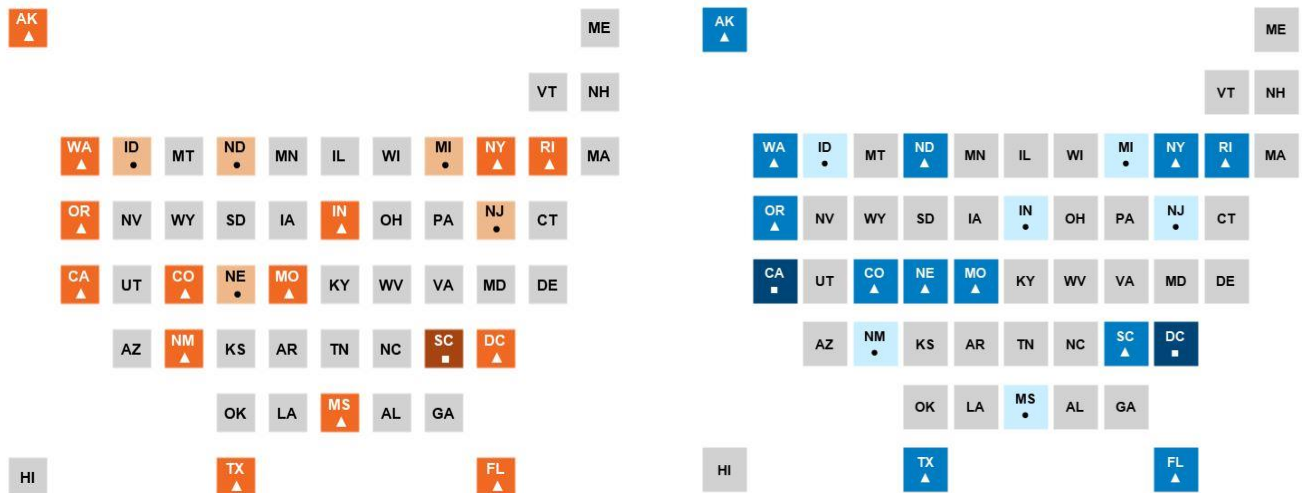 AK ME
VT NH
WA ID MT ND MN IL WI MI NY RI MA
OR NV WY SD IA IN OH PA NJ CT
CA UT CO NE MO KY WV VA MD DE
AZ NM KS AR TN NC SC DC
OK LA MS AL GA
HI TX FL
AK ME
VT NH
WA ID MT ND MN IL WI MI NY RI MA
OR NV WY SD IA IN OH PA NJ CT
CA UT CO NE MO KY WV VA MD DE
AZ NM KS AR TN NC SC DC
OK LA MS AL GA
HI TX FL